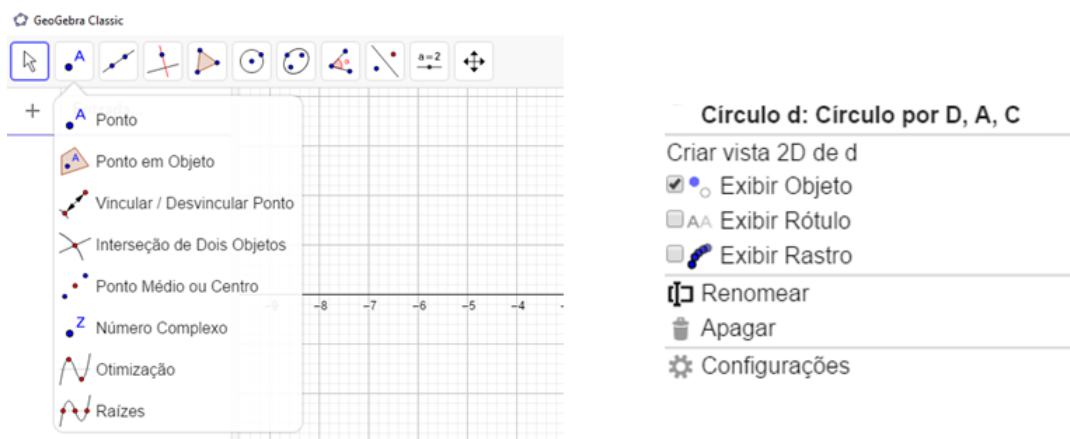 GeoGebra Classic
A
a=2
+
A Ponto
A Ponto em Objeto
Vincular / Desvincular Ponto
Interseção de Dois Objetos
Ponto Médio ou Centro
-8 -7 -6 -5 -4
Z Número Complexo
Otimização
Raízes
Círculo d: Círculo por D, A, C
Criar vista 2D de d
Exibir Objeto
AA Exibir Rótulo
Exibir Rastro
Renomear
Apagar
Configurações